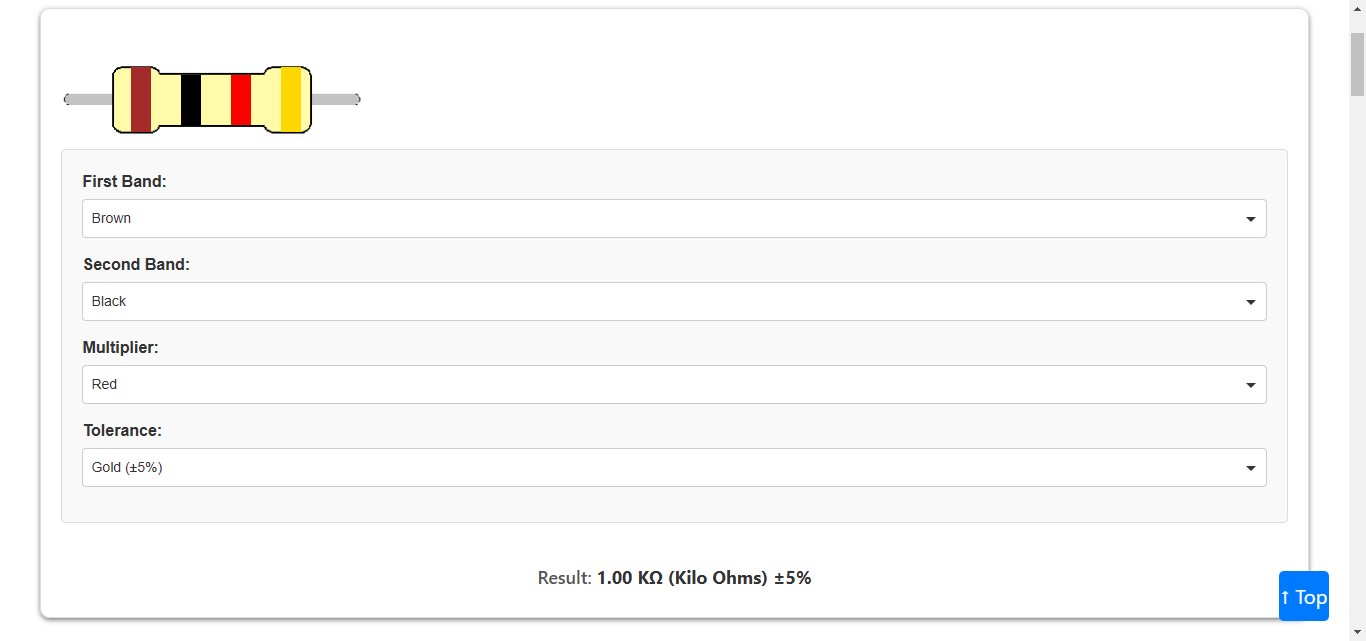 First Band:
Brown
Second Band:
Black
Multiplier:
Red
Tolerance:
Gold (±5%)
Result: 1.00 KΩ (Kilo Ohms) ±5%
↑ Top